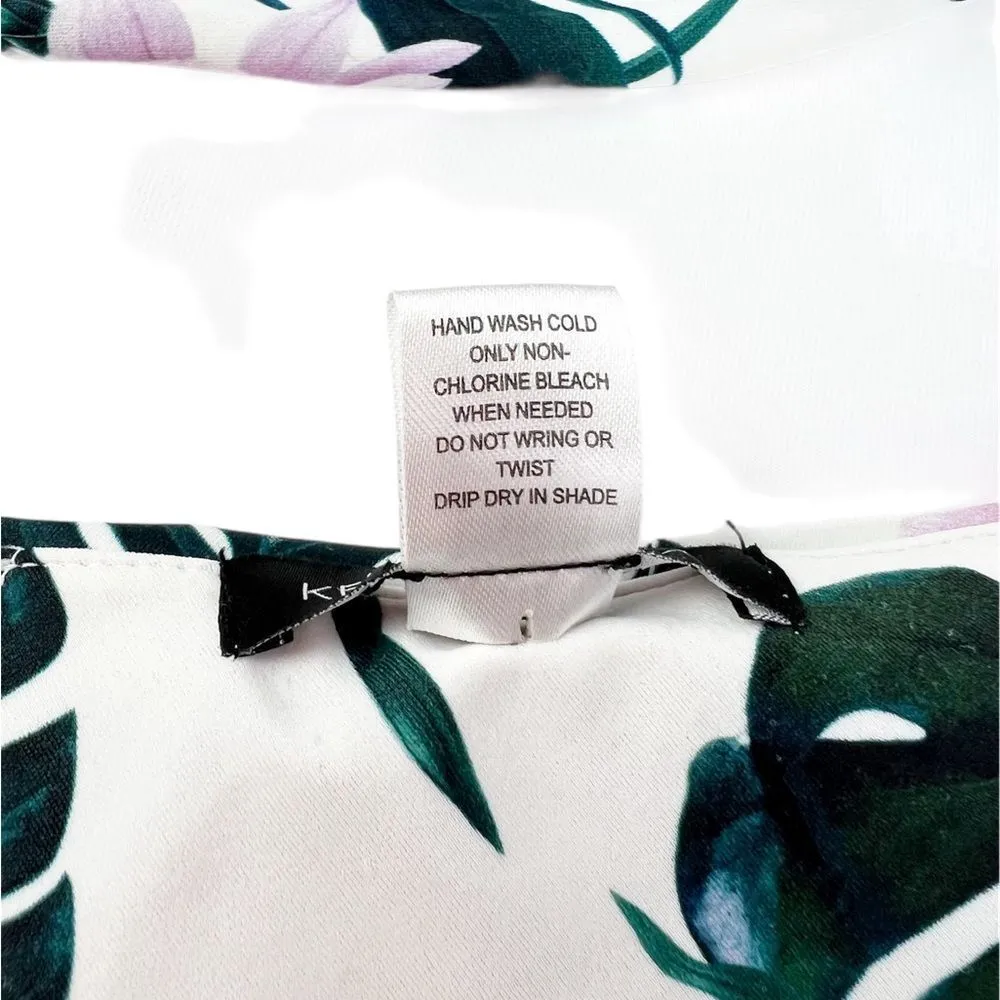 HAND WASH COLD
ONLY NON-
CHLORINE BLEACH
WHEN NEEDED
DO NOT WRING OR
TWIST
DRIP DRY IN SHADE